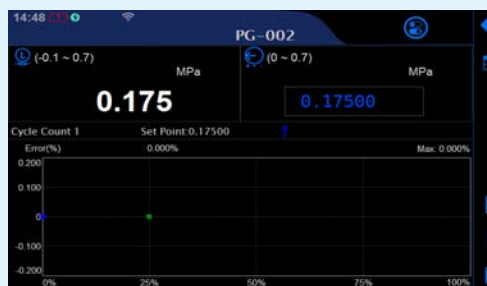 14:48
PG-002
(-0.1 ~ 0.7)
MPa
0.175
(0 ~ 0.7)
MPa
0.17500
Cycle Count 1 Set Point:0.17500
Error(%) 0.000% Max: 0.000%
0.200
0.100
0
-0.100
-0.200
0% 25% 50% 75% 100%